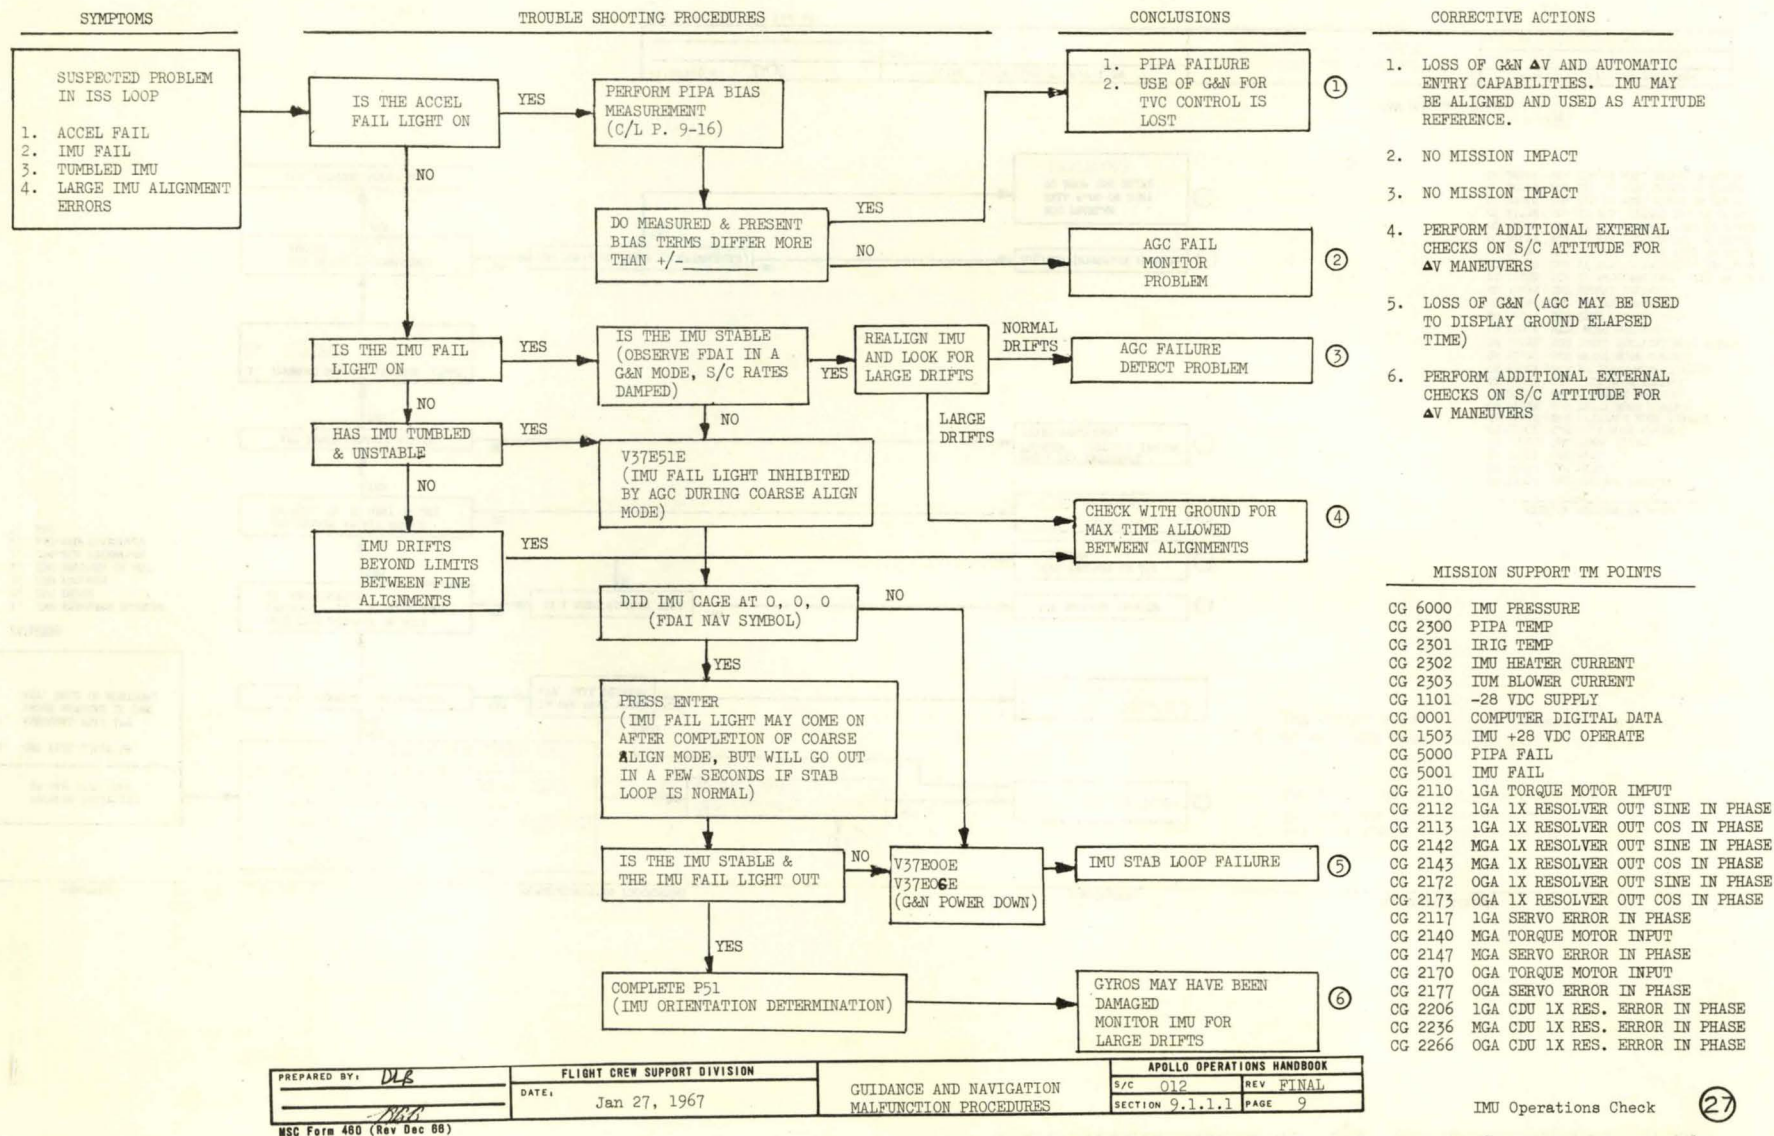 SYMPTOMS
TROUBLE SHOOTING PROCEDURES
CONCLUSIONS
CORRECTIVE ACTIONS
SUSPECTED PROBLEM
IN ISS LOOP
1. ACCEL FAIL
2. IMU FAIL
3. TUMBLED IMU
4. LARGE IMU ALIGNMENT
ERRORS
IS THE ACCEL
FAIL LIGHT ON
YES
NO
PERFORM PIPA BIAS
MEASUREMENT
(C/L P. 9-16)
DO MEASURED & PRESENT
BIAS TERMS DIFFER MORE
THAN +/-________
YES
NO
1. PIPA FAILURE
2. USE OF G&N FOR
TVC CONTROL IS
LOST
1
AGC FAIL
MONITOR
PROBLEM
2
IS THE IMU FAIL
LIGHT ON
YES
NO
IS THE IMU STABLE
(OBSERVE FDAI IN A
G&N MODE, S/C RATES
DAMPED)
YES
NO
REALIGN IMU
AND LOOK FOR
LARGE DRIFTS
NORMAL
DRIFTS
LARGE
DRIFTS
AGC FAILURE
DETECT PROBLEM
3
HAS IMU TUMBLED
& UNSTABLE
YES
NO
V37E51E
(IMU FAIL LIGHT INHIBITED
BY AGC DURING COARSE ALIGN
MODE)
CHECK WITH GROUND FOR
MAX TIME ALLOWED
BETWEEN ALIGNMENTS
4
IMU DRIFTS
BEYOND LIMITS
BETWEEN FINE
ALIGNMENTS
YES
DID IMU CAGE AT 0, 0, 0
(FDAI NAV SYMBOL)
NO
YES
PRESS ENTER
(IMU FAIL LIGHT MAY COME ON
AFTER COMPLETION OF COARSE
ALIGN MODE, BUT WILL GO OUT
IN A FEW SECONDS IF STAB
LOOP IS NORMAL)
IS THE IMU STABLE &
THE IMU FAIL LIGHT OUT
NO
YES
V37E00E
V37E06E
(G&N POWER DOWN)
IMU STAB LOOP FAILURE
5
COMPLETE P51
(IMU ORIENTATION DETERMINATION)
GYROS MAY HAVE BEEN
DAMAGED
MONITOR IMU FOR
LARGE DRIFTS
6
1. LOSS OF G&N ΔV AND AUTOMATIC
ENTRY CAPABILITIES. IMU MAY
BE ALIGNED AND USED AS ATTITUDE
REFERENCE.
2. NO MISSION IMPACT
3. NO MISSION IMPACT
4. PERFORM ADDITIONAL EXTERNAL
CHECKS ON S/C ATTITUDE FOR
ΔV MANEUVERS
5. LOSS OF G&N (AGC MAY BE USED
TO DISPLAY GROUND ELAPSED
TIME)
6. PERFORM ADDITIONAL EXTERNAL
CHECKS ON S/C ATTITUDE FOR
ΔV MANEUVERS
MISSION SUPPORT TM POINTS
CG 6000 IMU PRESSURE
CG 2300 PIPA TEMP
CG 2301 IRIG TEMP
CG 2302 IMU HEATER CURRENT
CG 2303 IUM BLOWER CURRENT
CG 1101 -28 VDC SUPPLY
CG 0001 COMPUTER DIGITAL DATA
CG 1503 IMU +28 VDC OPERATE
CG 5000 PIPA FAIL
CG 5001 IMU FAIL
CG 2110 1GA TORQUE MOTOR IMPUT
CG 2112 1GA 1X RESOLVER OUT SINE IN PHASE
CG 2113 1GA 1X RESOLVER OUT COS IN PHASE
CG 2142 MGA 1X RESOLVER OUT SINE IN PHASE
CG 2143 MGA 1X RESOLVER OUT COS IN PHASE
CG 2172 OGA 1X RESOLVER OUT SINE IN PHASE
CG 2173 OGA 1X RESOLVER OUT COS IN PHASE
CG 2117 1GA SERVO ERROR IN PHASE
CG 2140 MGA TORQUE MOTOR INPUT
CG 2147 MGA SERVO ERROR IN PHASE
CG 2170 OGA TORQUE MOTOR INPUT
CG 2177 OGA SERVO ERROR IN PHASE
CG 2206 1GA CDU 1X RES. ERROR IN PHASE
CG 2236 MGA CDU 1X RES. ERROR IN PHASE
CG 2266 OGA CDU 1X RES. ERROR IN PHASE
PREPARED BY: DLB
FLIGHT CREW SUPPORT DIVISION
DATE: Jan 27, 1967
GUIDANCE AND NAVIGATION
MALFUNCTION PROCEDURES
APOLLO OPERATIONS HANDBOOK
S/C 012 REV FINAL
SECTION 9.1.1.1 PAGE 9
MSC Form 460 (Rev Dec 66)
IMU Operations Check 27